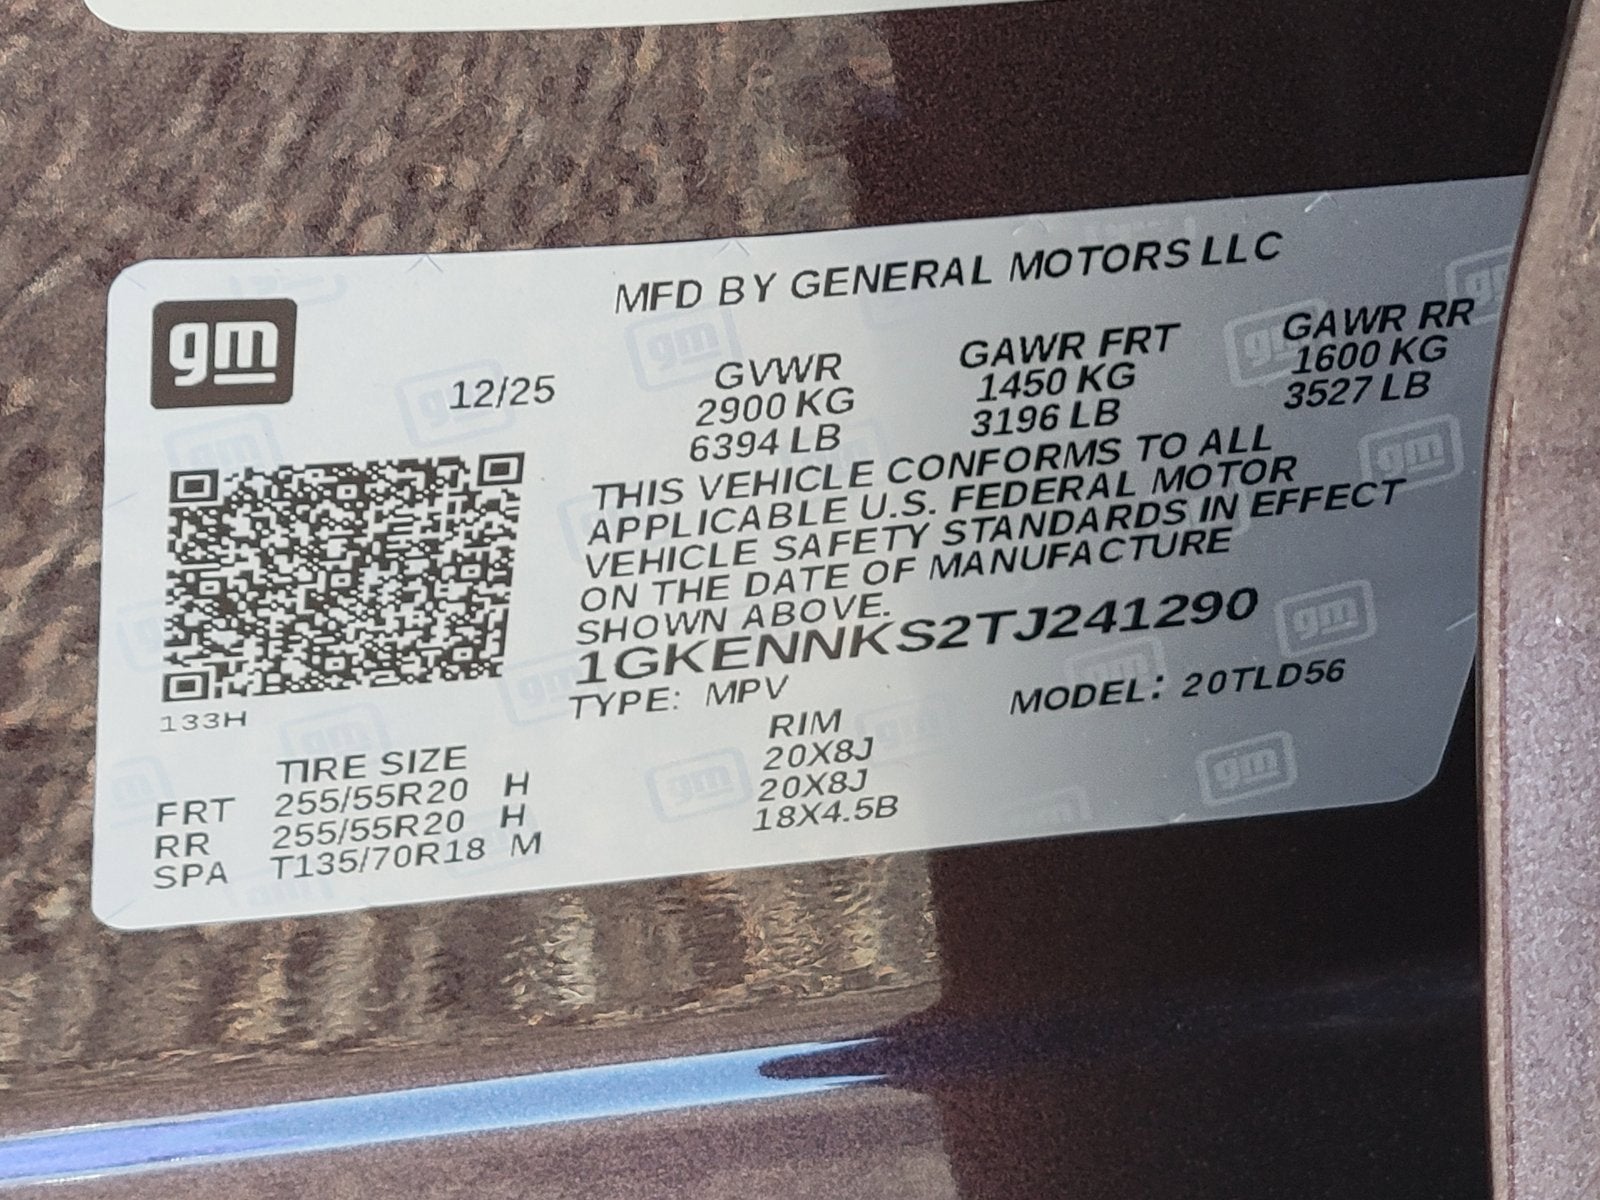 gm
MFD BY GENERAL MOTORS LLC
12/25
GVWR GAWR FRT GAWR RR
2900 KG 1450 KG 1600 KG
6394 LB 3196 LB 3527 LB
THIS VEHICLE CONFORMS TO ALL
APPLICABLE U.S. FEDERAL MOTOR
VEHICLE SAFETY STANDARDS IN EFFECT
ON THE DATE OF MANUFACTURE
SHOWN ABOVE.
1GKENNKS2TJ241290
TYPE: MPV MODEL: 20TLD56
133H
TIRE SIZE RIM
FRT 255/55R20 H 20X8J
RR 255/55R20 H 20X8J
SPA T135/70R18 M 18X4.5B